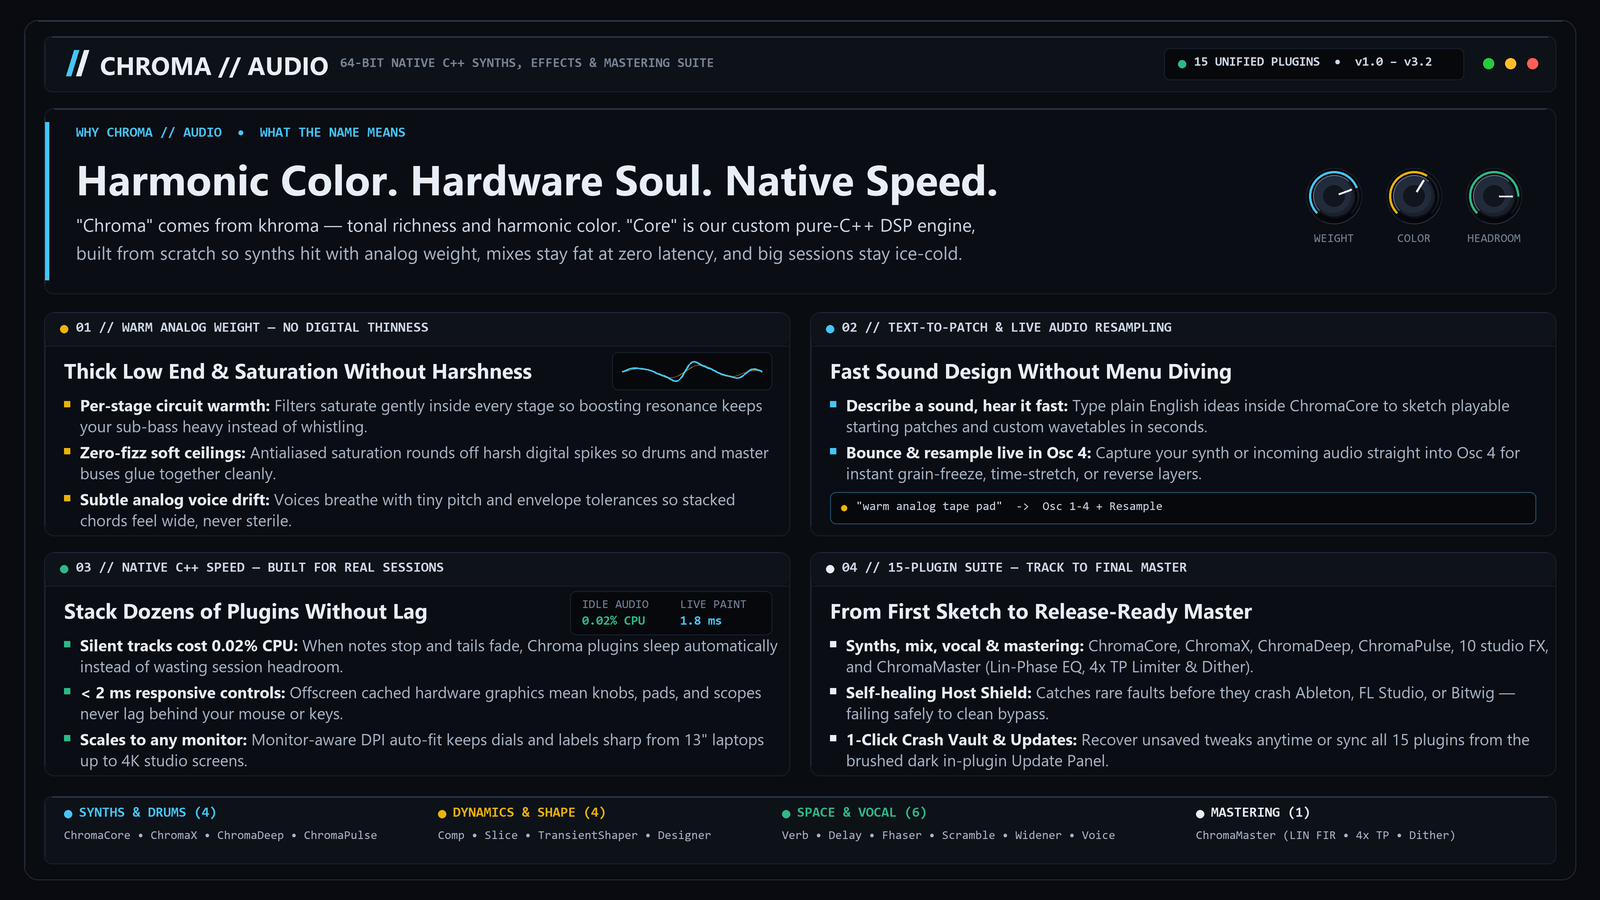 // CHROMA // AUDIO
64-BIT NATIVE C++ SYNTHS, EFFECTS & MASTERING SUITE
15 UNIFIED PLUGINS • v1.0 – v3.2
WHY CHROMA // AUDIO • WHAT THE NAME MEANS
Harmonic Color. Hardware Soul. Native Speed.
"Chroma" comes from khroma — tonal richness and harmonic color. "Core" is our custom pure-C++ DSP engine,
built from scratch so synths hit with analog weight, mixes stay fat at zero latency, and big sessions stay ice-cold.
WEIGHT
COLOR
HEADROOM
01 // WARM ANALOG WEIGHT — NO DIGITAL THINNESS
Thick Low End & Saturation Without Harshness
Per-stage circuit warmth: Filters saturate gently inside every stage so boosting resonance keeps
your sub-bass heavy instead of whistling.
Zero-fizz soft ceilings: Antialiased saturation rounds off harsh digital spikes so drums and master
buses glue together cleanly.
Subtle analog voice drift: Voices breathe with tiny pitch and envelope tolerances so stacked
chords feel wide, never sterile.
02 // TEXT-TO-PATCH & LIVE AUDIO RESAMPLING
Fast Sound Design Without Menu Diving
Describe a sound, hear it fast: Type plain English ideas inside ChromaCore to sketch playable
starting patches and custom wavetables in seconds.
Bounce & resample live in Osc 4: Capture your synth or incoming audio straight into Osc 4 for
instant grain-freeze, time-stretch, or reverse layers.
"warm analog tape pad" -> Osc 1-4 + Resample
03 // NATIVE C++ SPEED — BUILT FOR REAL SESSIONS
Stack Dozens of Plugins Without Lag
IDLE AUDIO
0.02% CPU
LIVE PAINT
1.8 ms
Silent tracks cost 0.02% CPU: When notes stop and tails fade, Chroma plugins sleep automatically
instead of wasting session headroom.
< 2 ms responsive controls: Offscreen cached hardware graphics mean knobs, pads, and scopes
never lag behind your mouse or keys.
Scales to any monitor: Monitor-aware DPI auto-fit keeps dials and labels sharp from 13" laptops
up to 4K studio screens.
04 // 15-PLUGIN SUITE — TRACK TO FINAL MASTER
From First Sketch to Release-Ready Master
Synths, mix, vocal & mastering: ChromaCore, ChromaX, ChromaDeep, ChromaPulse, 10 studio FX,
and ChromaMaster (Lin-Phase EQ, 4x TP Limiter & Dither).
Self-healing Host Shield: Catches rare faults before they crash Ableton, FL Studio, or Bitwig —
failing safely to clean bypass.
1-Click Crash Vault & Updates: Recover unsaved tweaks anytime or sync all 15 plugins from the
brushed dark in-plugin Update Panel.
SYNTHS & DRUMS (4)
ChromaCore • ChromaX • ChromaDeep • ChromaPulse
DYNAMICS & SHAPE (4)
Comp • Slice • TransientShaper • Designer
SPACE & VOCAL (6)
Verb • Delay • Fhaser • Scramble • Widener • Voice
MASTERING (1)
ChromaMaster (LIN FIR • 4x TP • Dither)